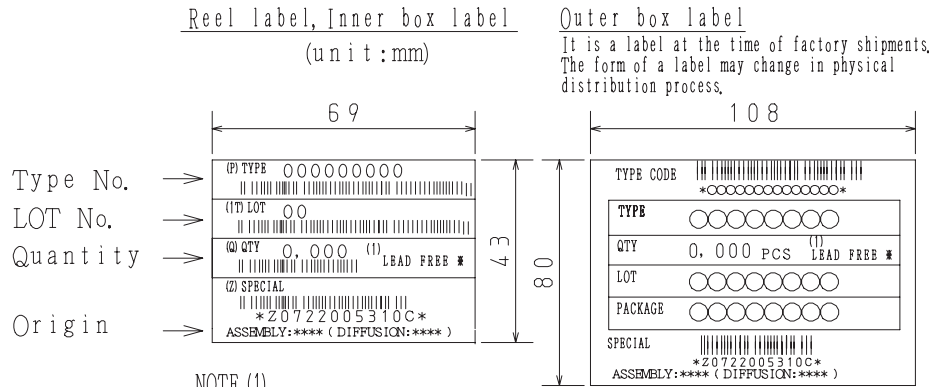 Reel label, Inner box label
(unit:mm)
Outer box label
It is a label at the time of factory shipments.
The form of a label may change in physical
distribution process.
69
108
Type No.
LOT No.
Quantity
Origin
(P) TYPE 000000000
(1T) LOT 00
(Q) QTY 0,000 (1) LEAD FREE *
(Z) SPECIAL
*Z0722005310C*
ASSEMBLY:**** (DIFFUSION:****)
43
80
TYPE CODE
*○○○○○○○○○○○○○○*
TYPE ○○○○○○○○
QTY 0,000 PCS (1) LEAD FREE *
LOT ○○○○○○○○
PACKAGE ○○○○○○○○
SPECIAL
*Z0722005310C*
ASSEMBLY:**** (DIFFUSION:****)
NOTE (1)